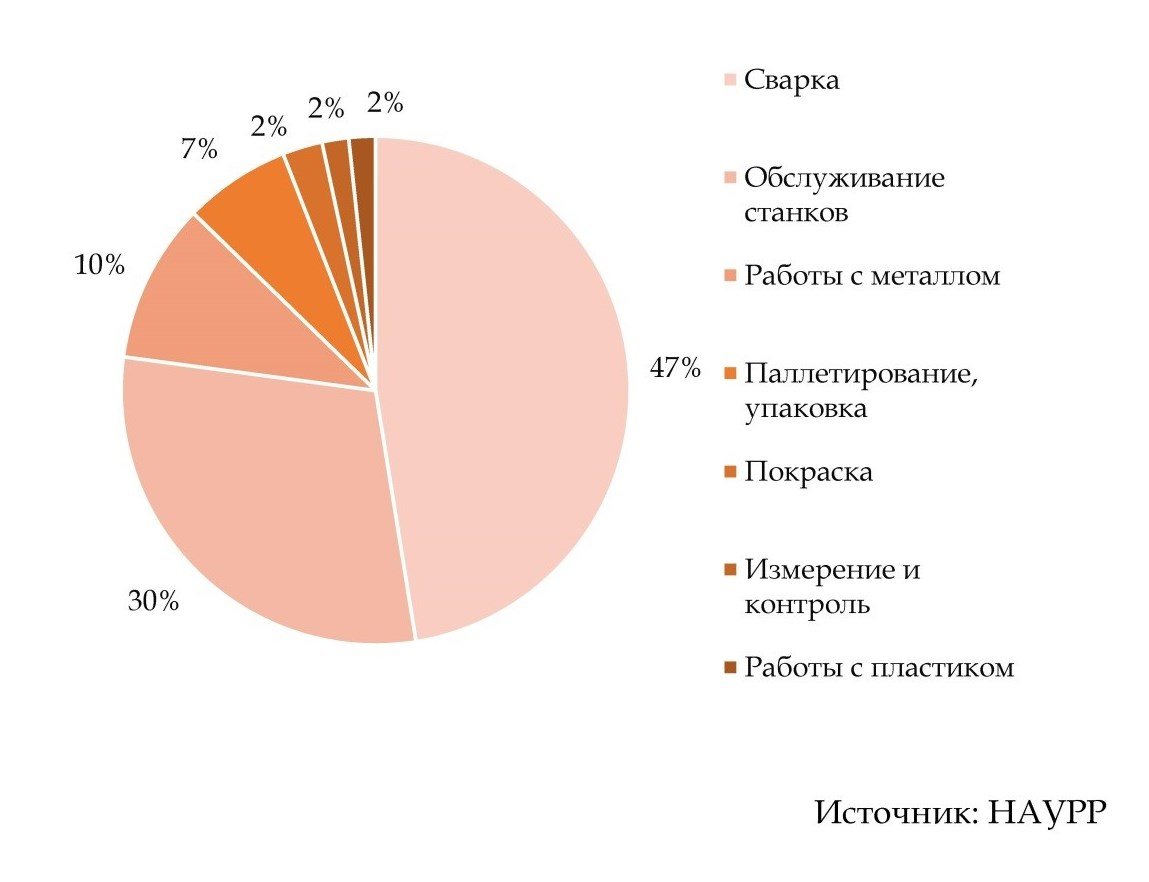 2%
2%
2%
7%
10%
47%
30%
Сварка
Обслуживание
станков
Работы с металлом
Паллетирование,
упаковка
Покраска
Измерение и
контроль
Работы с пластиком
Источник: НАУРР